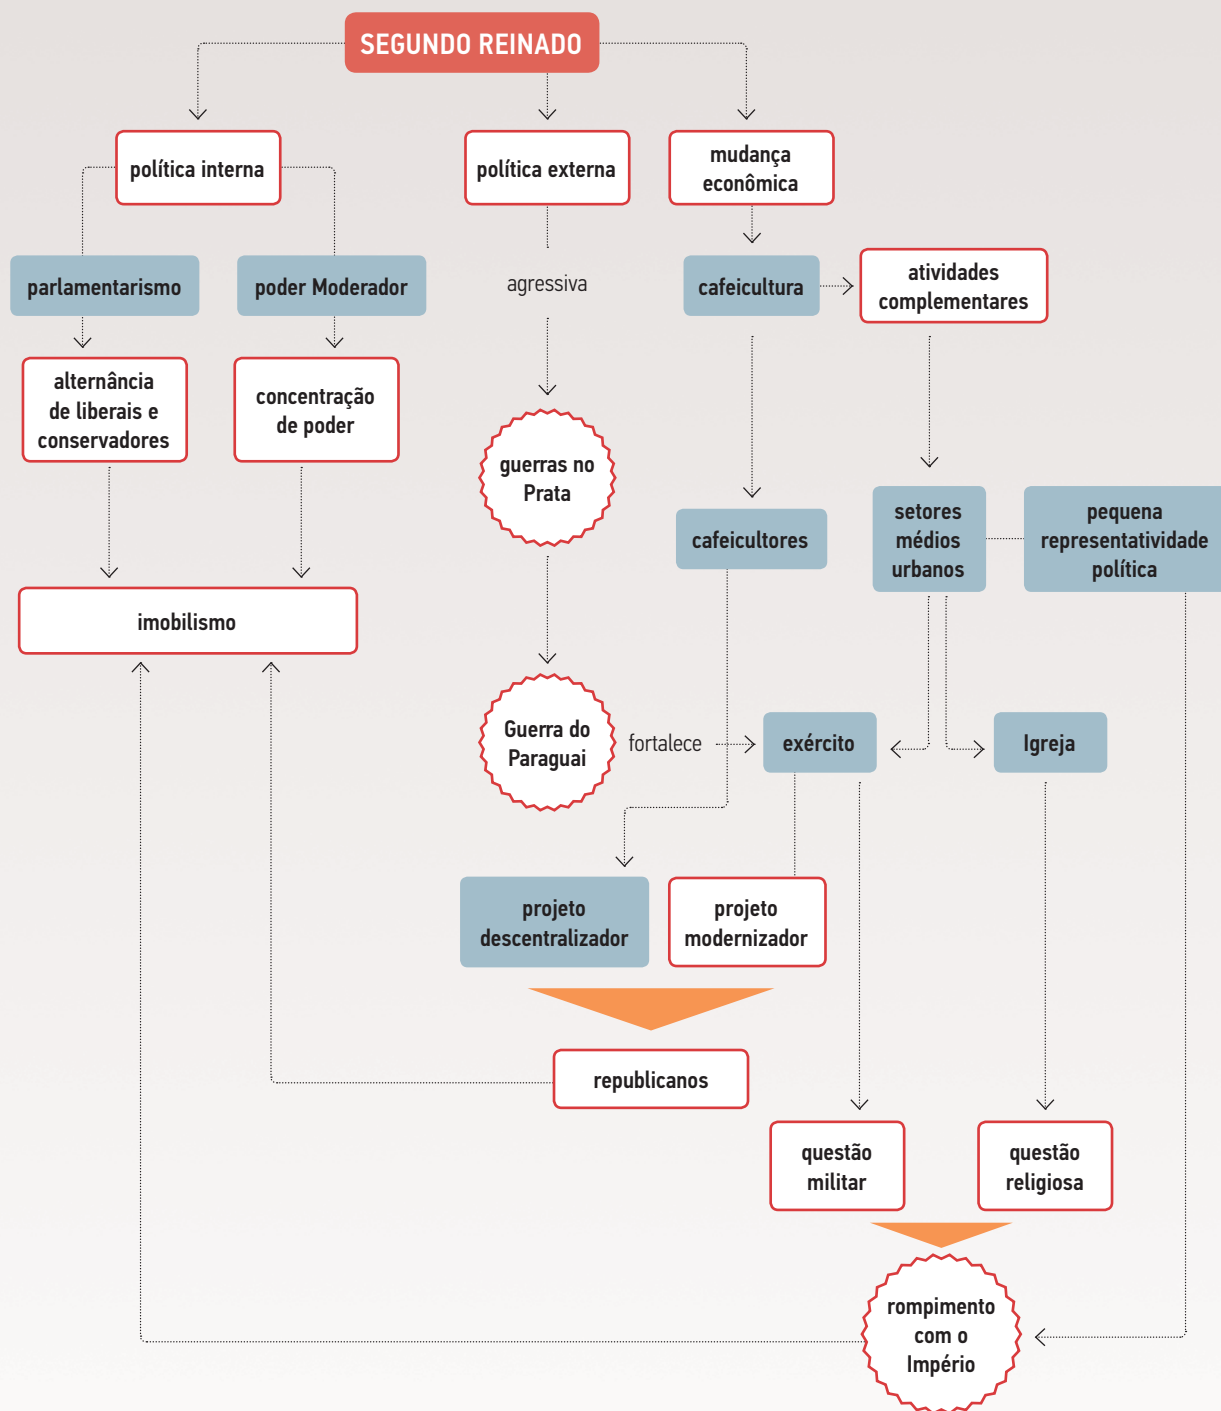 SEGUNDO REINADO
política interna
política externa
mudança
econômica
parlamentarismo
poder Moderador
agressiva
cafeicultura
atividades
complementares
alternância
de liberais e
conservadores
concentração
de poder
guerras no
Prata
cafeicultores
setores
médios
urbanos
pequena
representatividade
política
imobilismo
Guerra do
Paraguai
fortalece
exército
Igreja
projeto
descentralizador
projeto
modernizador
republicanos
questão
militar
questão
religiosa
rompimento
com o
Império